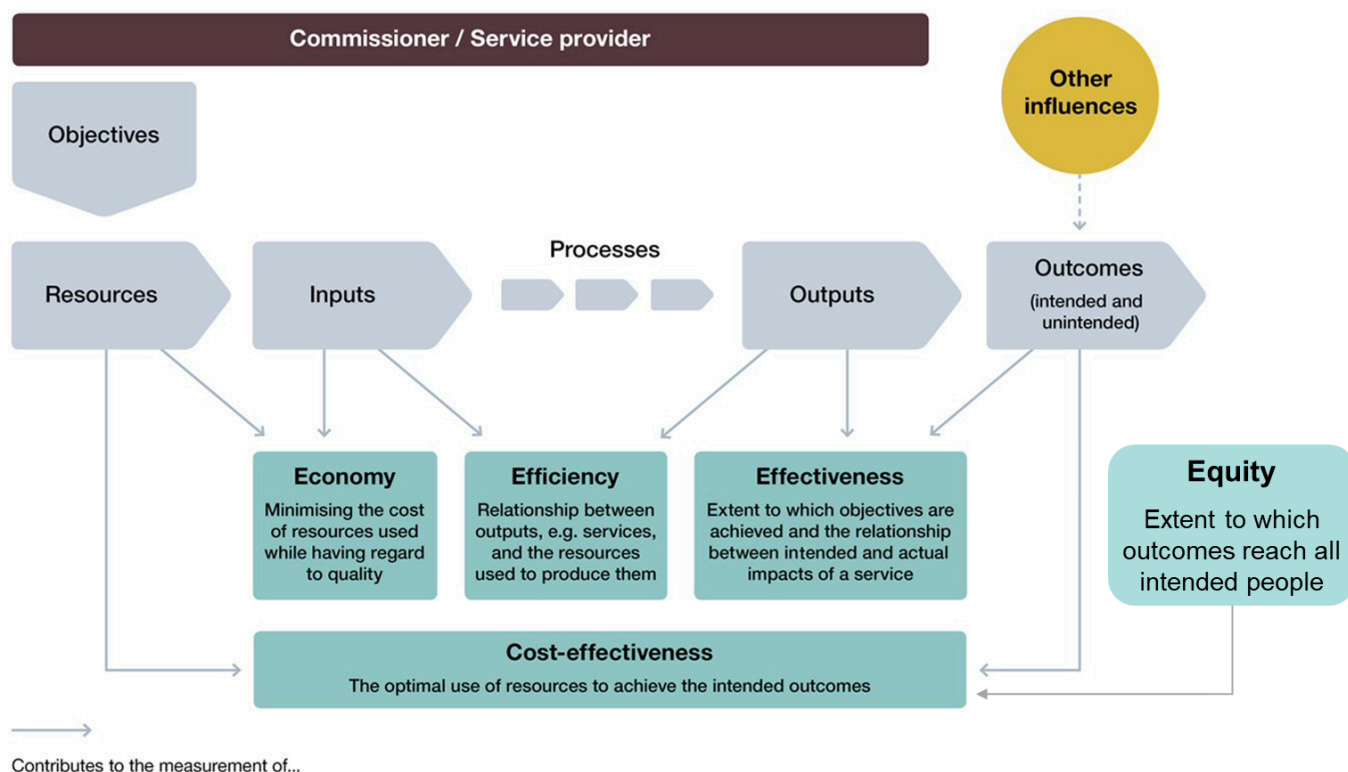 Commissioner / Service provider
Other
influences
Objectives
Resources
Inputs
Processes
Outputs
Outcomes
(intended and
unintended)
Economy
Minimising the cost
of resources used
while having regard
to quality
Efficiency
Relationship between
outputs, e.g. services,
and the resources
used to produce them
Effectiveness
Extent to which objectives are
achieved and the relationship
between intended and actual
impacts of a service
Equity
Extent to which
outcomes reach all
intended people
Cost-effectiveness
The optimal use of resources to achieve the intended outcomes
Contributes to the measurement of...